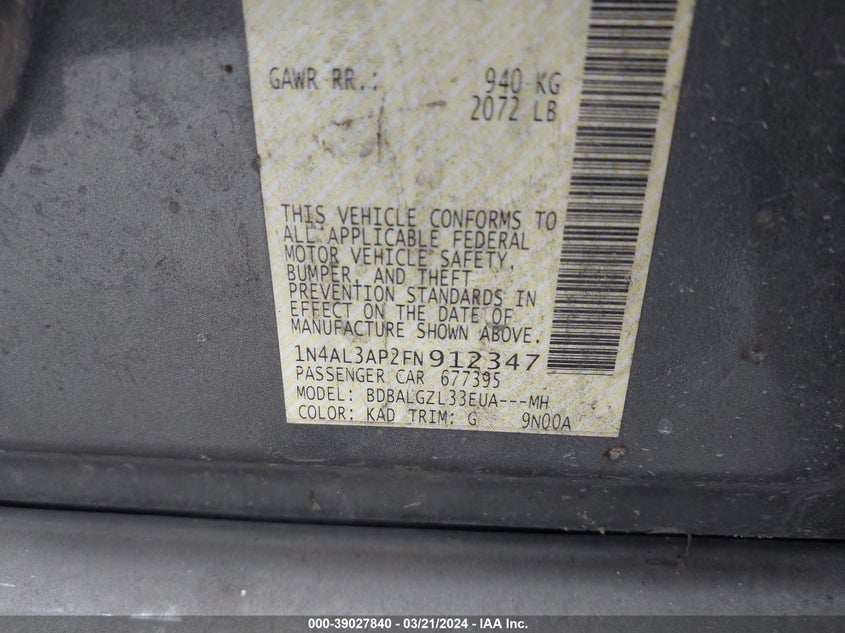 GAWR RR.: 940 KG
2072 LB
THIS VEHICLE CONFORMS TO
ALL APPLICABLE FEDERAL
MOTOR VEHICLE SAFETY,
BUMPER, AND THEFT
PREVENTION STANDARDS IN
EFFECT ON THE DATE OF
MANUFACTURE SHOWN ABOVE.
1N4AL3AP2FN912347
PASSENGER CAR 677395
MODEL: BDBALGZL33EUA---MH
COLOR: KAD TRIM: G 9N00A
000-39027840 - 03/21/2024 - IAA Inc.